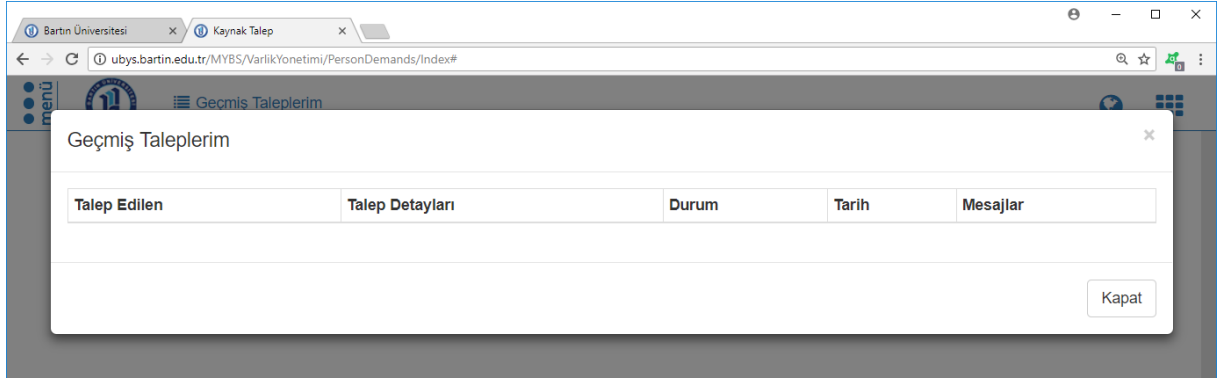 Bartın Üniversitesi
Kaynak Talep
ubys.bartin.edu.tr/MYBS/VarlikYonetimi/PersonDemands/Index#
0
menü
Geçmiş Taleplerim
Geçmiş Taleplerim
Talep Edilen Talep Detayları Durum Tarih Mesajlar
Kapat